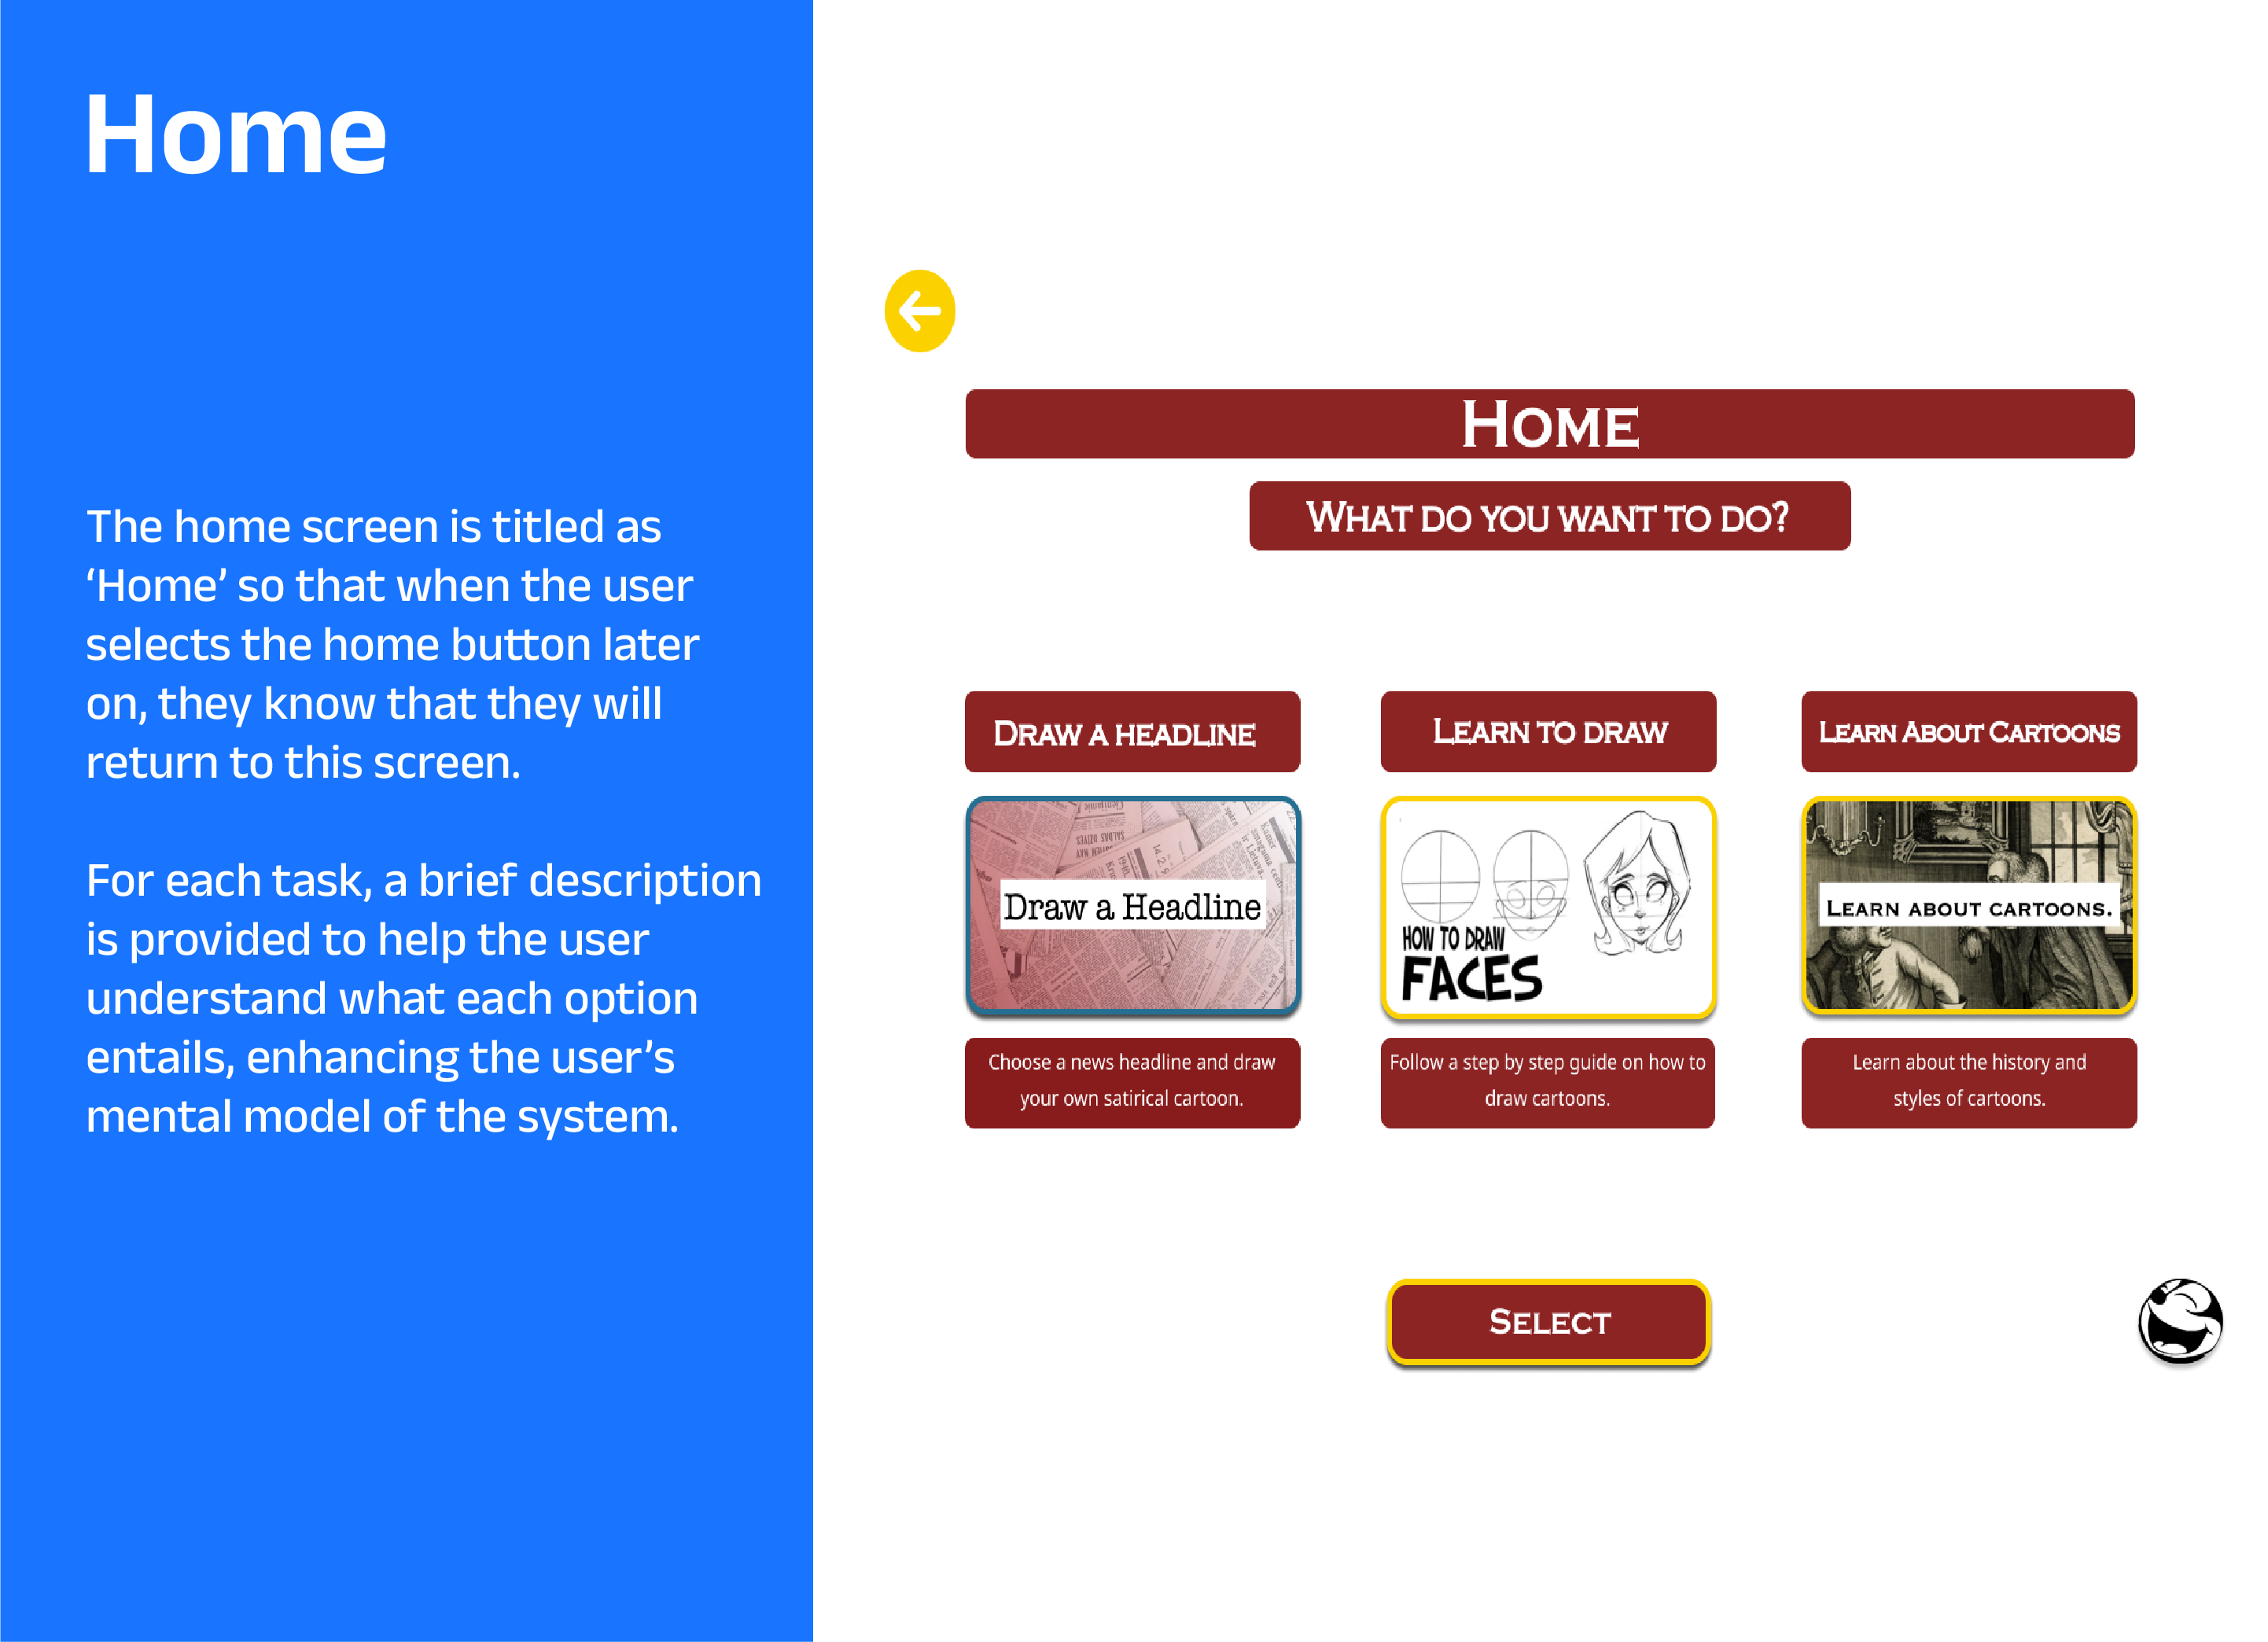 Home
The home screen is titled as
‘Home’ so that when the user
selects the home button later
on, they know that they will
return to this screen.
For each task, a brief description
is provided to help the user
understand what each option
entails, enhancing the user’s
mental model of the system.
HOME
WHAT DO YOU WANT TO DO?
DRAW A HEADLINE
LEARN TO DRAW
LEARN ABOUT CARTOONS
Draw a Headline
HOW TO DRAW
FACES
LEARN ABOUT CARTOONS.
Choose a news headline and draw
your own satirical cartoon.
Follow a step by step guide on how to
draw cartoons.
Learn about the history and
styles of cartoons.
SELECT